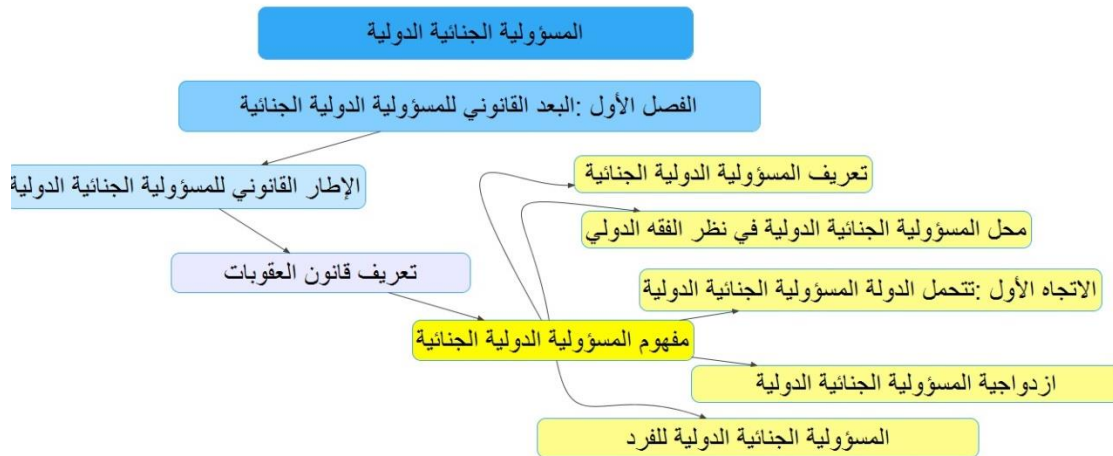 المسؤولية الجنائية الدولية
الفصل الأول :البعد القانوني للمسؤولية الدولية الجنائية
الإطار القانوني للمسؤولية الجنائية الدولية
تعريف قانون العقوبات
مفهوم المسؤولية الدولية الجنائية
تعريف المسؤولية الدولية الجنائية
محل المسؤولية الجنائية الدولية في نظر الفقه الدولي
الاتجاه الأول :تتحمل الدولة المسؤولية الجنائية الدولية
ازدواجية المسؤولية الجنائية الدولية
المسؤولية الجنائية الدولية للفرد